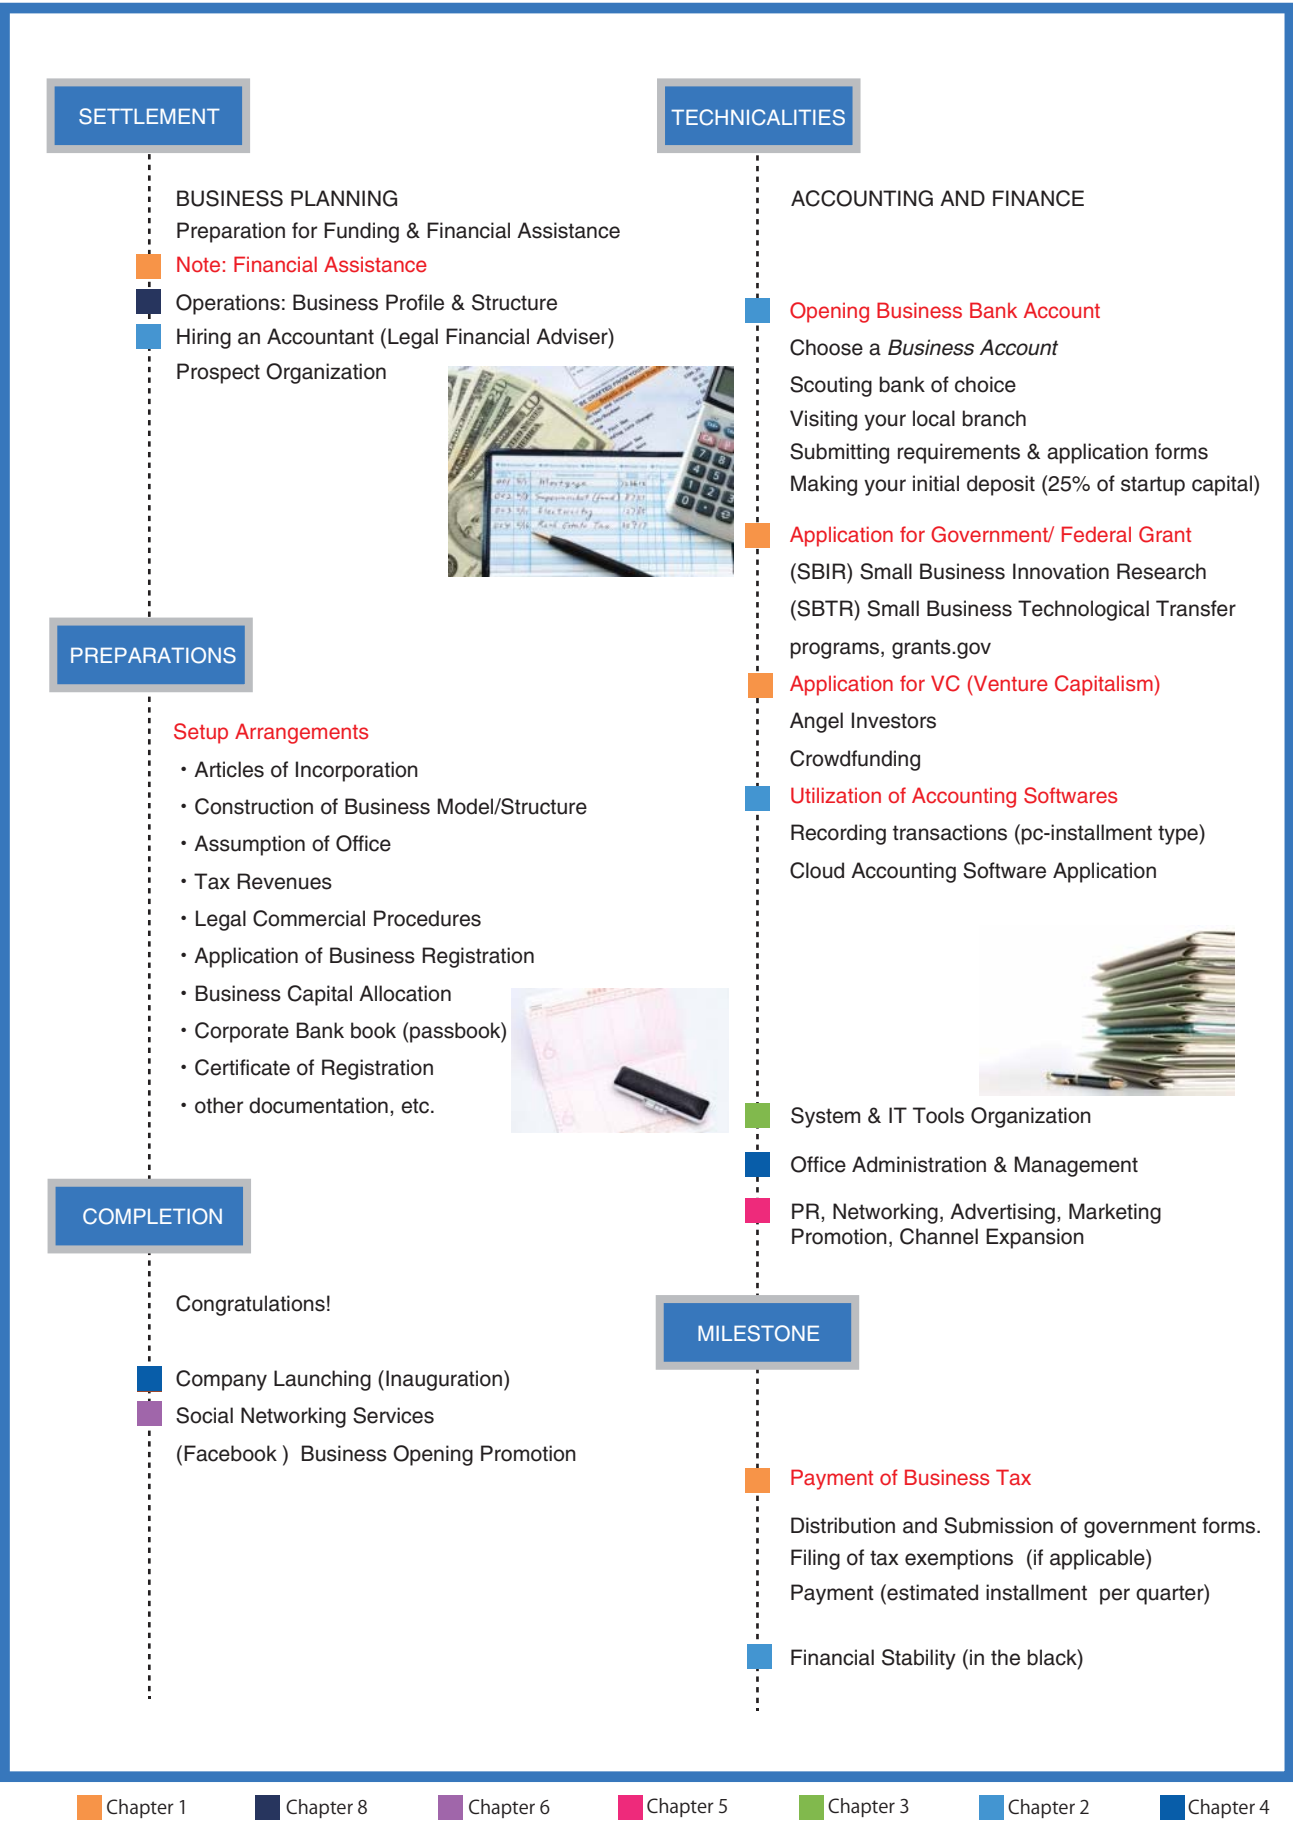 SETTLEMENT
BUSINESS PLANNING
Preparation for Funding & Financial Assistance
Note: Financial Assistance
Operations: Business Profile & Structure
Hiring an Accountant (Legal Financial Adviser)
Prospect Organization
PREPARATIONS
Setup Arrangements
・Articles of Incorporation
・Construction of Business Model/Structure
・Assumption of Office
・Tax Revenues
・Legal Commercial Procedures
・Application of Business Registration
・Business Capital Allocation
・Corporate Bank book (passbook)
・Certificate of Registration
・other documentation, etc.
COMPLETION
Congratulations!
Company Launching (Inauguration)
Social Networking Services
(Facebook ) Business Opening Promotion
TECHNICALITIES
ACCOUNTING AND FINANCE
Opening Business Bank Account
Choose a Business Account
Scouting bank of choice
Visiting your local branch
Submitting requirements & application forms
Making your initial deposit (25% of startup capital)
Application for Government/ Federal Grant
(SBIR) Small Business Innovation Research
(SBTR) Small Business Technological Transfer
programs, grants.gov
Application for VC (Venture Capitalism)
Angel Investors
Crowdfunding
Utilization of Accounting Softwares
Recording transactions (pc-installment type)
Cloud Accounting Software Application
System & IT Tools Organization
Office Administration & Management
PR, Networking, Advertising, Marketing
Promotion, Channel Expansion
MILESTONE
Payment of Business Tax
Distribution and Submission of government forms.
Filing of tax exemptions (if applicable)
Payment (estimated installment per quarter)
Financial Stability (in the black)
Chapter 1
Chapter 8
Chapter 6
Chapter 5
Chapter 3
Chapter 2
Chapter 4